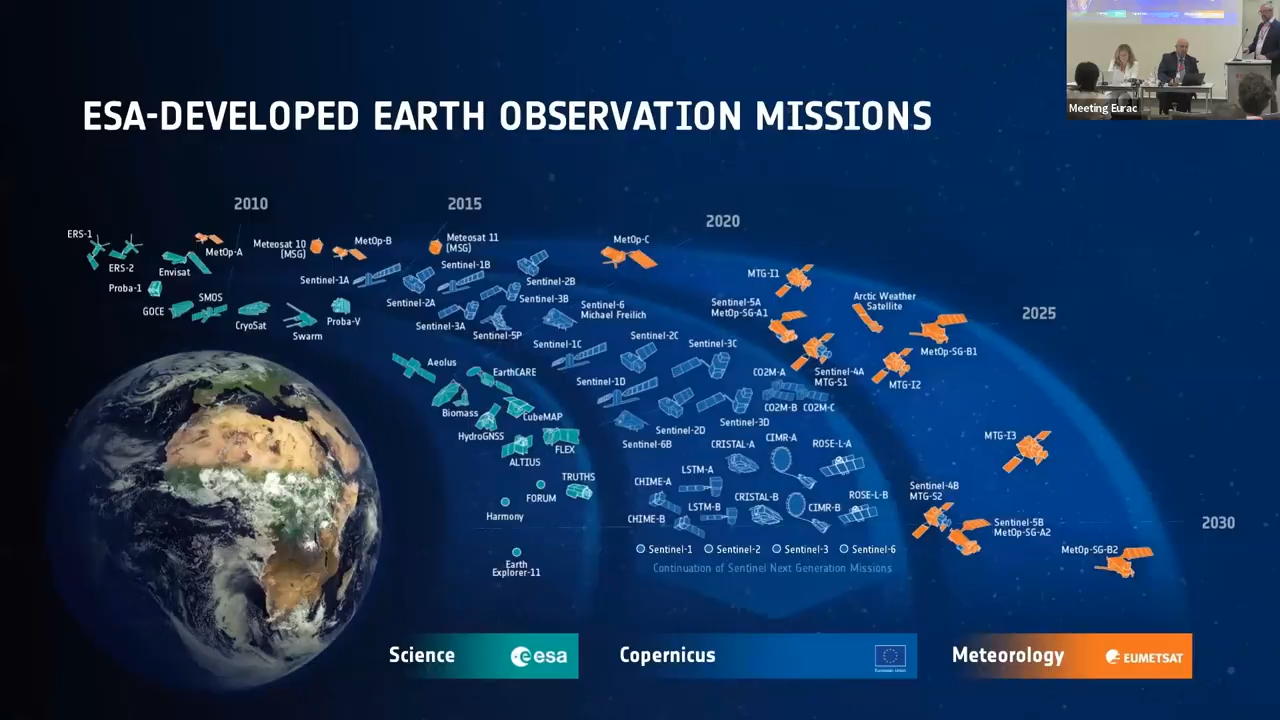 Meeting Eurac
ESA-DEVELOPED EARTH OBSERVATION MISSIONS
2010
2015
2020
2025
2030
ERS-1
ERS-2
Envisat
MetOp-A
Meteosat 10
(MSG)
MetOp-B
Meteosat 11
(MSG)
MetOp-C
Proba-1
GOCE
SMOS
CryoSat
Swarm
Proba-V
Sentinel-1A
Sentinel-2A
Sentinel-1B
Sentinel-2B
Sentinel-3A
Sentinel-3B
Sentinel-5P
Sentinel-6
Michael Freilich
MTG-I1
Sentinel-5A
MetOp-SG-A1
Arctic Weather
Satellite
MetOp-SG-B1
Sentinel-1C
Sentinel-2C
Sentinel-3C
Sentinel-4A
MTG-S1
MTG-I2
Aeolus
EarthCARE
Biomass
CubeMAP
HydroGNSS
FLEX
ALTIUS
TRUTHS
FORUM
Harmony
Earth
Explorer-11
Sentinel-1D
Sentinel-2D
Sentinel-3D
Sentinel-6B
CO2M-A
CO2M-B
CO2M-C
CRISTAL-A
CIMR-A
ROSE-L-A
CHIME-A
LSTM-A
CHIME-B
LSTM-B
CRISTAL-B
CIMR-B
ROSE-L-B
MTG-I3
Sentinel-4B
MTG-S2
Sentinel-5B
MetOp-SG-A2
MetOp-SG-B2
Sentinel-1
Sentinel-2
Sentinel-3
Sentinel-6
Continuation of Sentinel Next Generation Missions
Science
esa
Copernicus
European Union
Meteorology
EUMETSAT